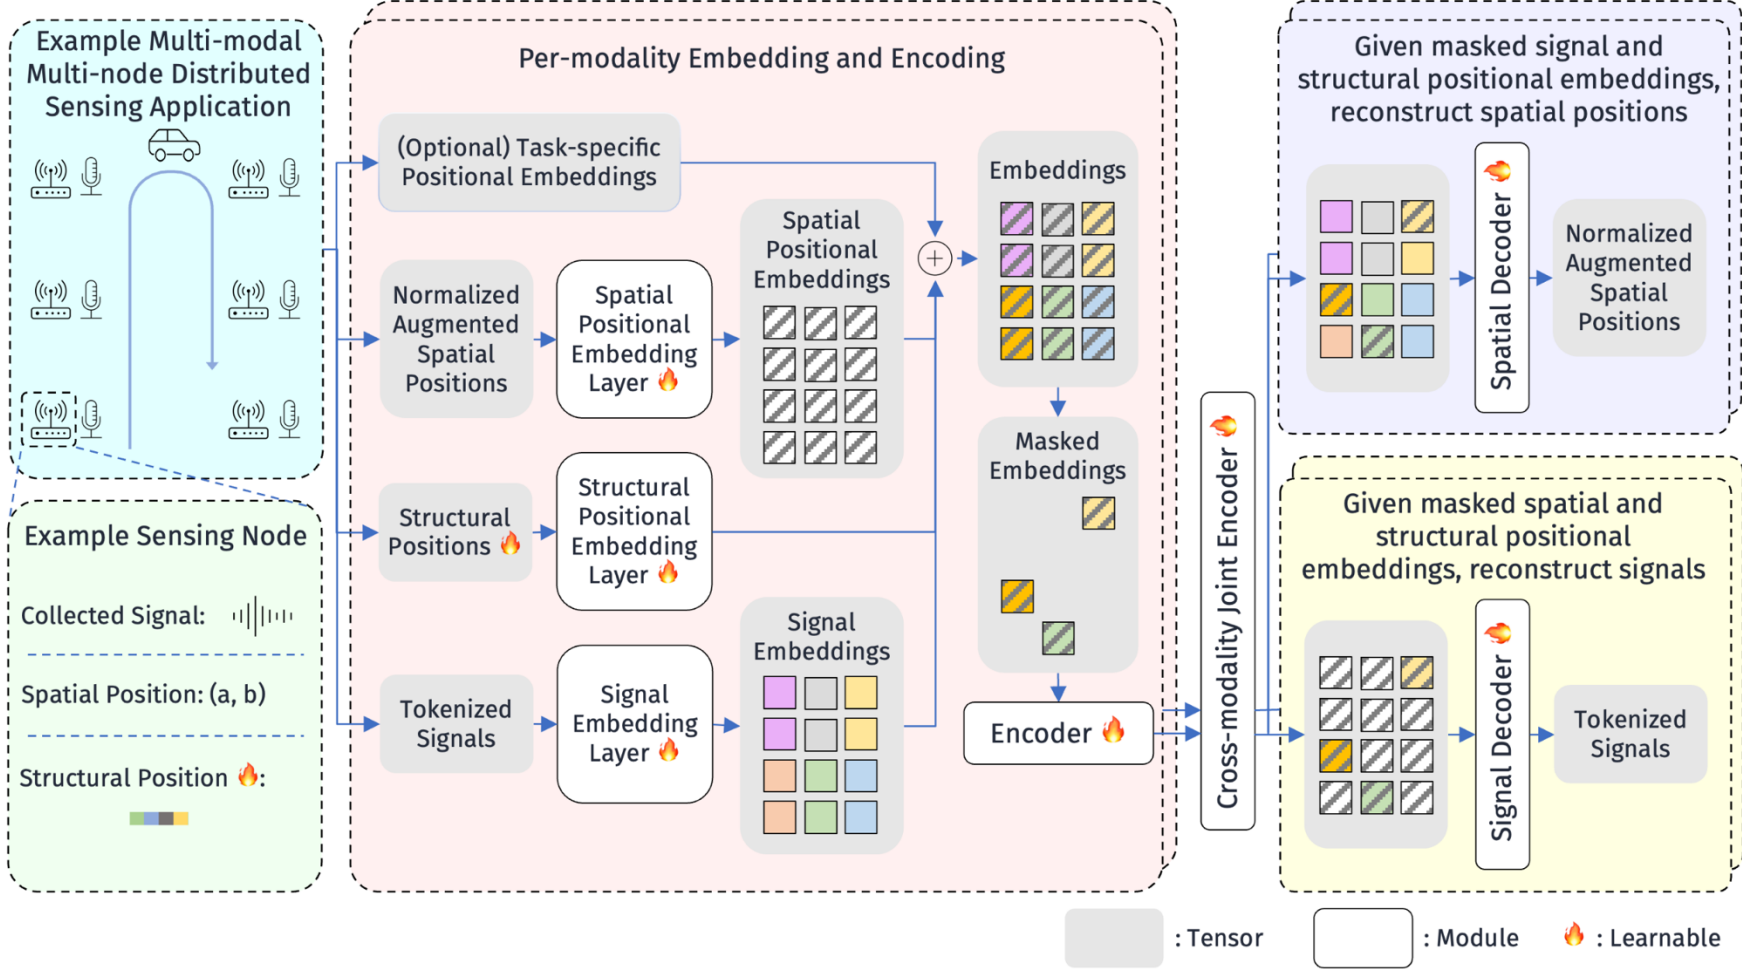 Example Multi-modal
Multi-node Distributed
Sensing Application
Example Sensing Node
Collected Signal:
Spatial Position: (a, b)
Structural Position 🔥:
Per-modality Embedding and Encoding
(Optional) Task-specific
Positional Embeddings
Normalized
Augmented
Spatial
Positions
Spatial
Positional
Embedding
Layer 🔥
Spatial
Positional
Embeddings
Structural
Positions 🔥
Structural
Positional
Embedding
Layer 🔥
Tokenized
Signals
Signal
Embedding
Layer 🔥
Signal
Embeddings
+
Embeddings
Masked
Embeddings
Encoder 🔥
Cross-modality Joint Encoder 🔥
Given masked signal and
structural positional embeddings,
reconstruct spatial positions
Spatial Decoder 🔥
Normalized
Augmented
Spatial
Positions
Given masked spatial and
structural positional
embeddings, reconstruct signals
Signal Decoder 🔥
Tokenized
Signals
: Tensor
: Module
🔥 : Learnable